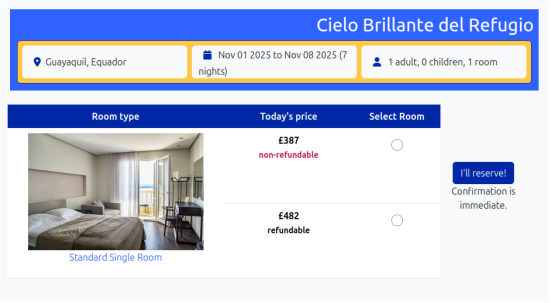 Cielo Brillante del Refugio
Guayaquil, Equador
Nov 01 2025 to Nov 08 2025 (7
nights)
1 adult, 0 children, 1 room
Room type
Today's price
Select Room
£387
non-refundable
I'll reserve!
Confirmation is
immediate.
£482
refundable
Standard Single Room